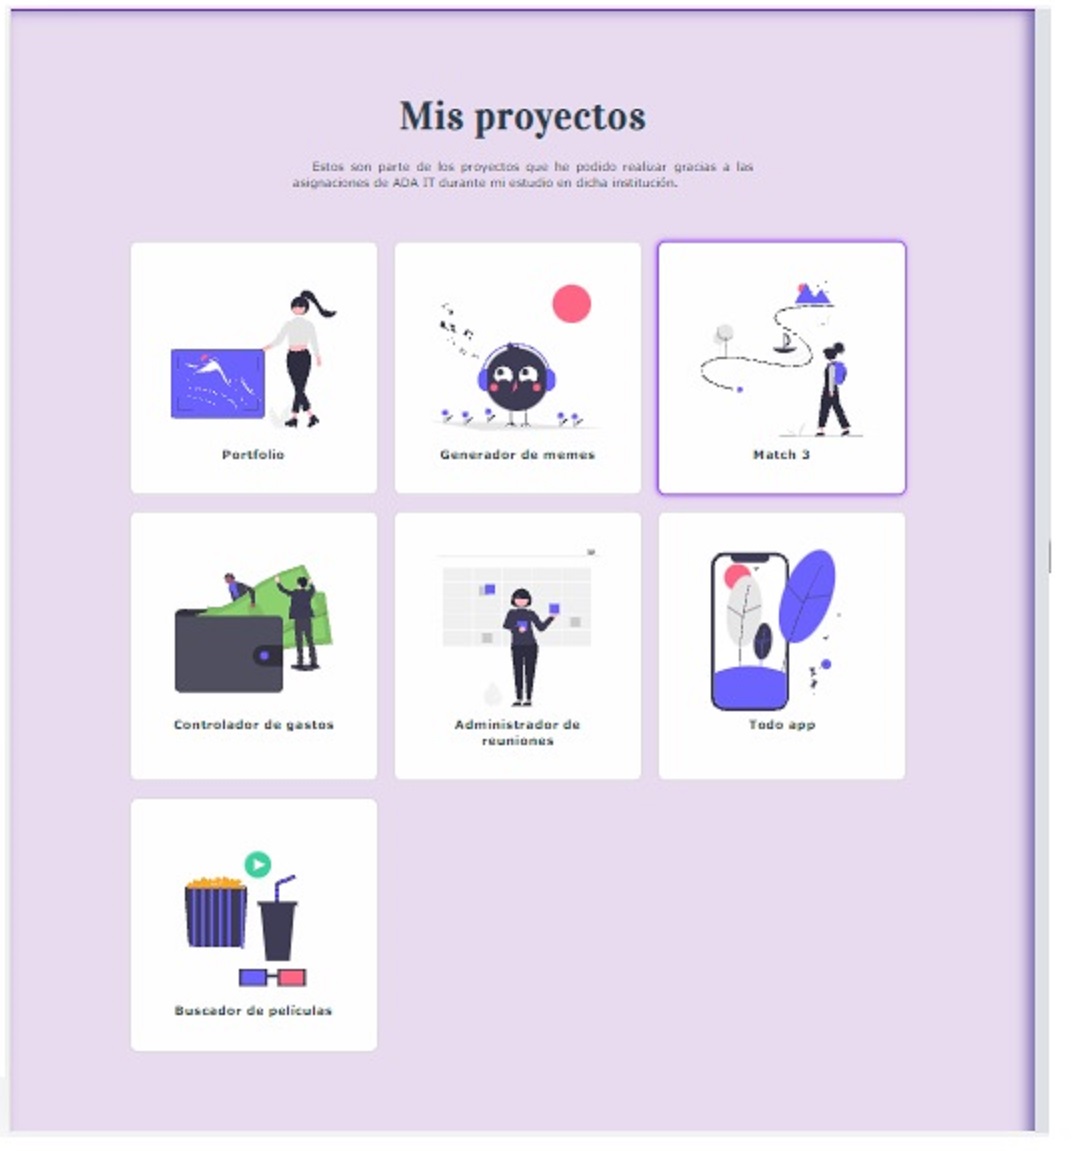 Mis proyectos
Estos son parte de los proyectos que he podido realizar gracias a las
asignaciones de ADA IT durante mi estudio en dicha institución.
Portfolio
Generador de memes
Match 3
Controlador de gastos
Administrador de
reuniones
Todo app
Buscador de películas